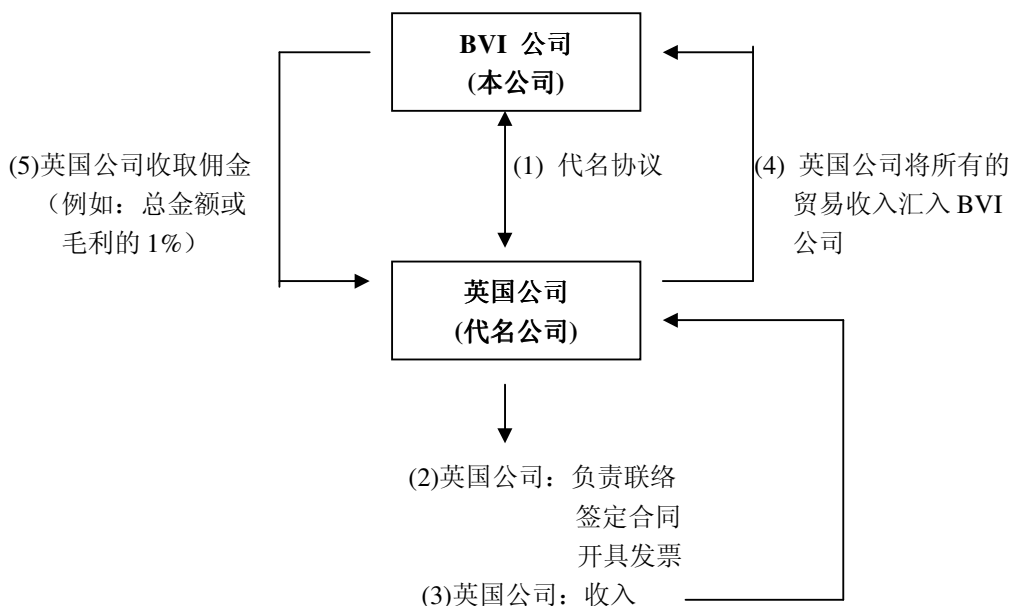 BVI 公司
(本公司)
(5)英国公司收取佣金
（例如：总金额或
毛利的 1%）
(1) 代名协议
(4) 英国公司将所有的
贸易收入汇入 BVI
公司
英国公司
(代名公司)
(2)英国公司：负责联络
签定合同
开具发票
(3)英国公司：收入